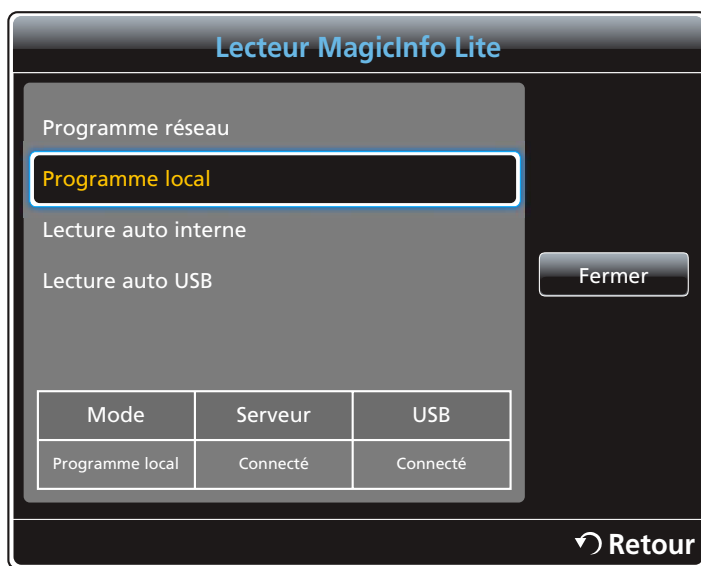 Lecteur MagicInfo Lite
Programme réseau
Programme local
Lecture auto interne
Lecture auto USB
Fermer
Mode Serveur USB
Programme local Connecté Connecté
Retour